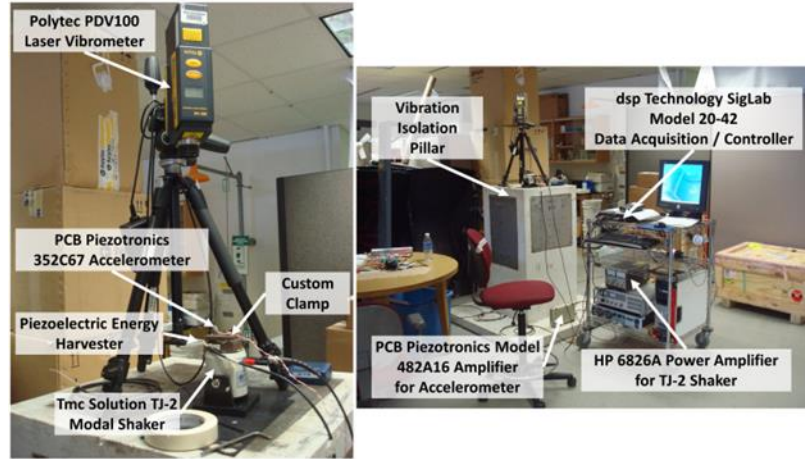 Polytec PDV100
Laser Vibrometer
PCB Piezotronics
352C67 Accelerometer
Custom
Clamp
Piezoelectric Energy
Harvester
Tmc Solution TJ-2
Modal Shaker
Vibration
Isolation
Pillar
dsp Technology SigLab
Model 20-42
Data Acquisition / Controller
PCB Piezotronics Model
482A16 Amplifier
for Accelerometer
HP 6826A Power Amplifier
for TJ-2 Shaker